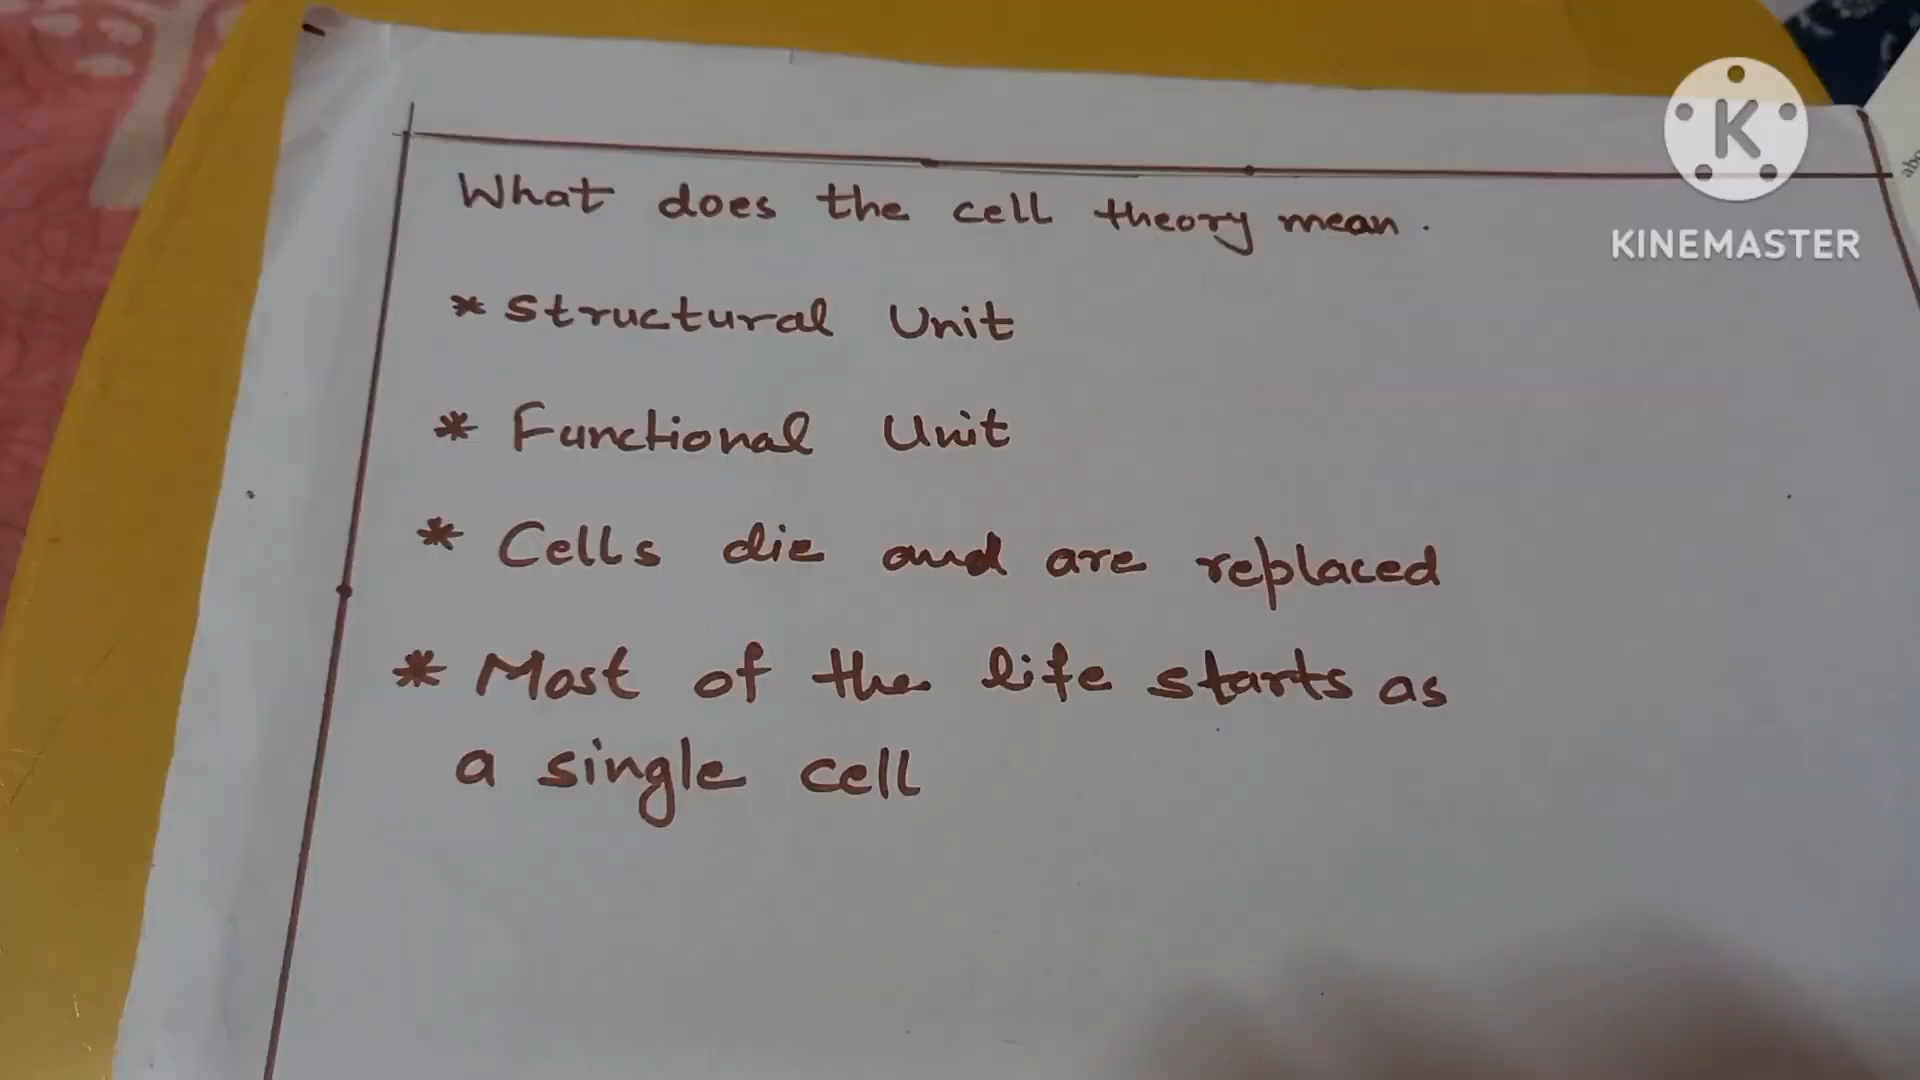 What does the cell theory mean.
* Structural Unit
* Functional Unit
* Cells die and are replaced
* Most of the life starts as
a single cell
K
KINEMASTER